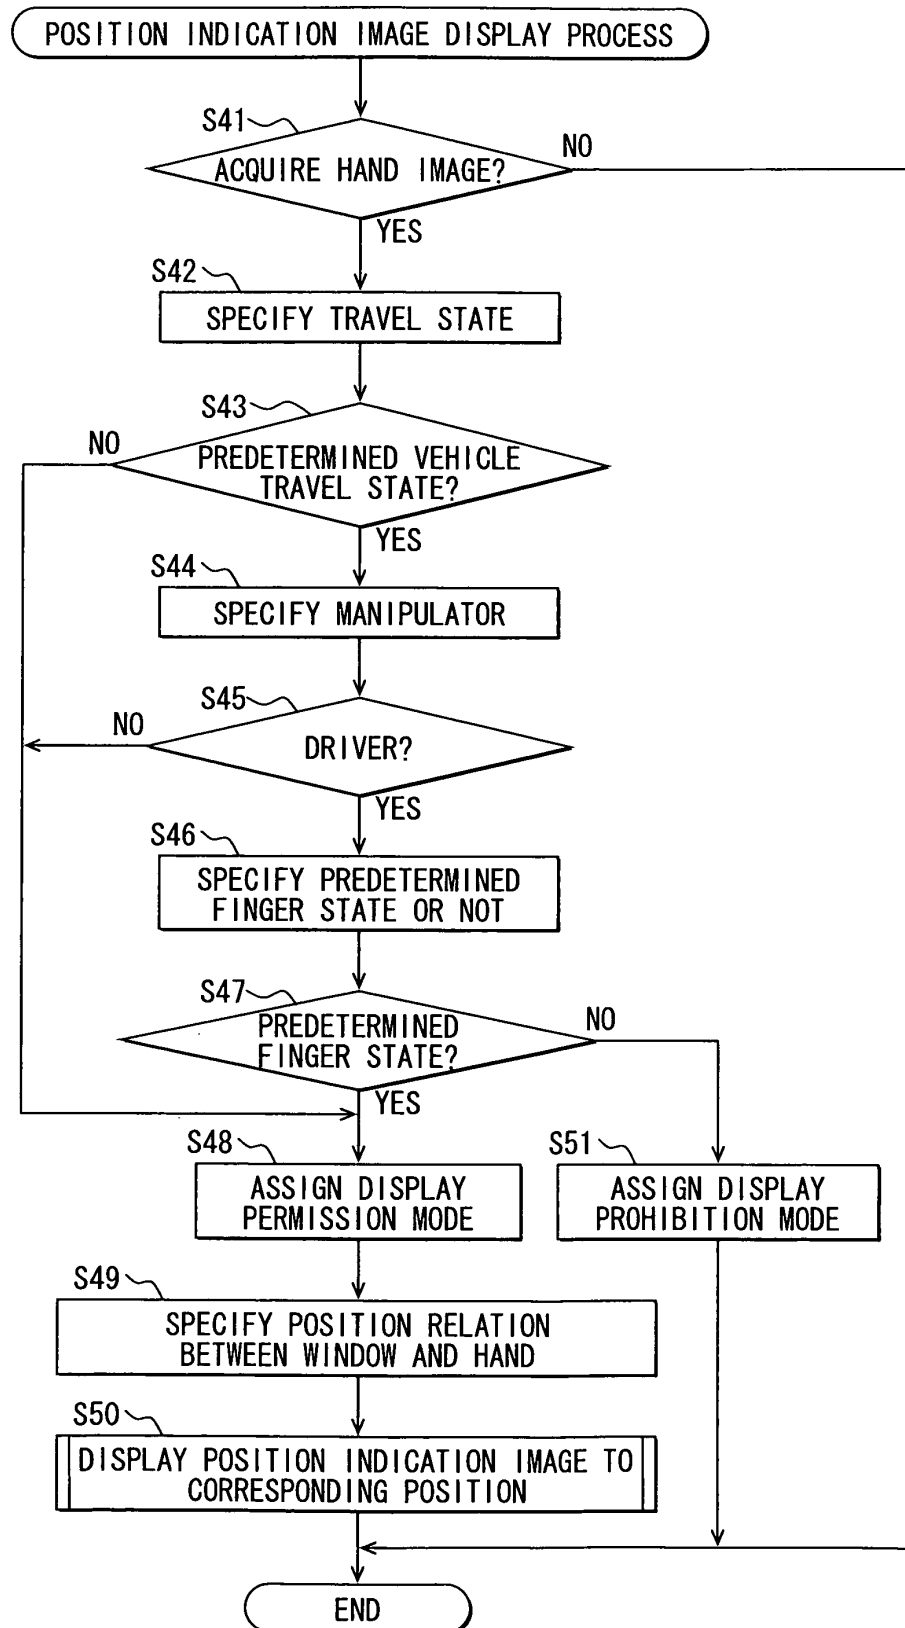 POSITION INDICATION IMAGE DISPLAY PROCESS
S41
NO
ACQUIRE HAND IMAGE?
YES
S42
SPECIFY TRAVEL STATE
S43
NO
PREDETERMINED VEHICLE
TRAVEL STATE?
YES
S44
SPECIFY MANIPULATOR
S45
NO
DRIVER?
YES
S46
SPECIFY PREDETERMINED
FINGER STATE OR NOT
S47
NO
PREDETERMINED
FINGER STATE?
YES
S48
S51
ASSIGN DISPLAY
PERMISSION MODE
ASSIGN DISPLAY
PROHIBITION MODE
S49
SPECIFY POSITION RELATION
BETWEEN WINDOW AND HAND
S50
DISPLAY POSITION INDICATION IMAGE TO
CORRESPONDING POSITION
END